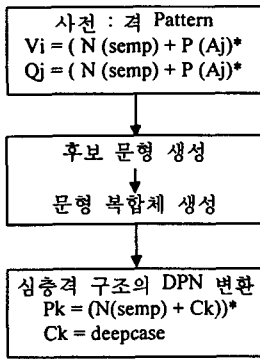 사전 : 격 Pattern
Vi = ( N (semp) + P (Aj)*
Qj = ( N (semp) + P (Aj)*
후보 문형 생성
문형 복합체 생성
심층격 구조의 DPN 변환
Pk = (N(semp) + Ck))*
Ck = deepcase